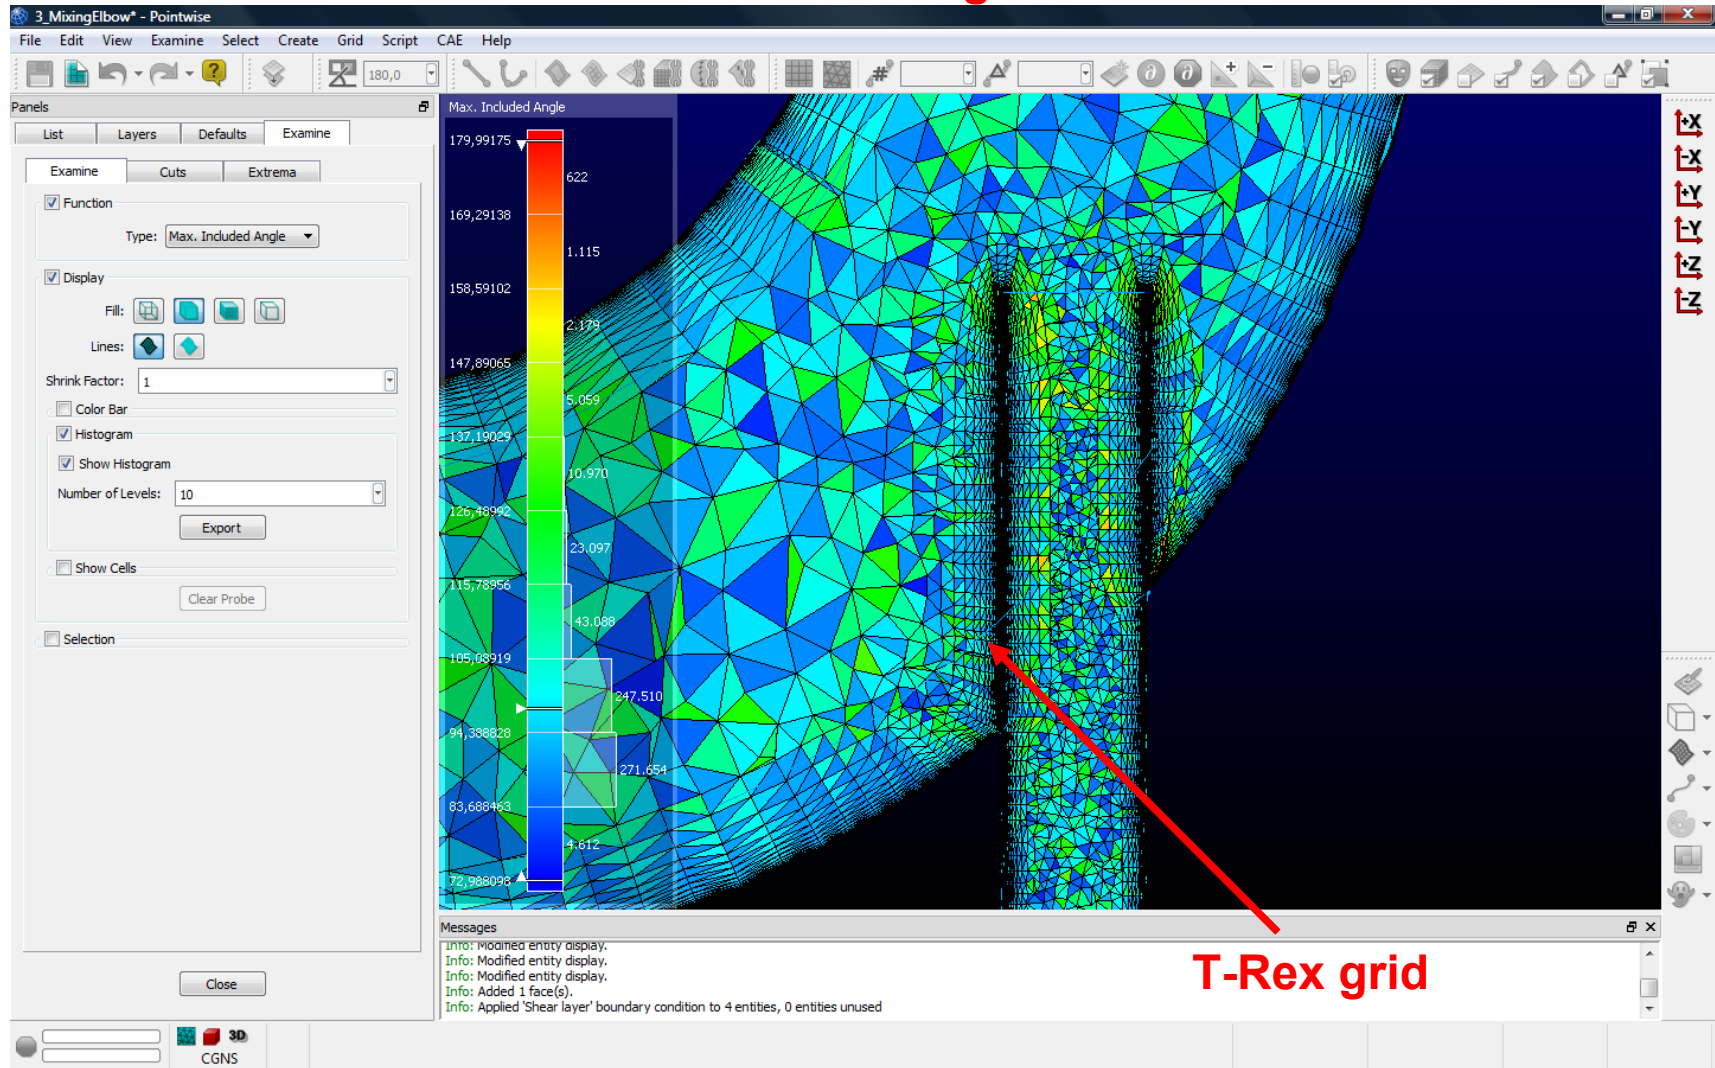 3_MixingElbow* - Pointwise
File Edit View Examine Select Create Grid Script CAE Help
180,0
Panels
List Layers Defaults Examine
Examine Cuts Extrema
Function
Type: Max. Included Angle
Display
Fill:
Lines:
Shrink Factor: 1
Color Bar
Histogram
Show Histogram
Number of Levels: 10
Export
Show Cells
Clear Probe
Selection
Close
Max. Included Angle
179,99175
622
169,29138
1.115
158,59102
2.179
147,89065
5.059
137,19029
10.970
126,48992
23.097
115,78956
43.088
105,08919
247.510
94,388828
271.654
83,688463
4.612
72,988098
+X
-X
+Y
-Y
+Z
-Z
T-Rex grid
Messages
Info: Modified entity display.
Info: Modified entity display.
Info: Modified entity display.
Info: Added 1 face(s).
Info: Applied 'Shear layer' boundary condition to 4 entities, 0 entities unused
3D
CGNS